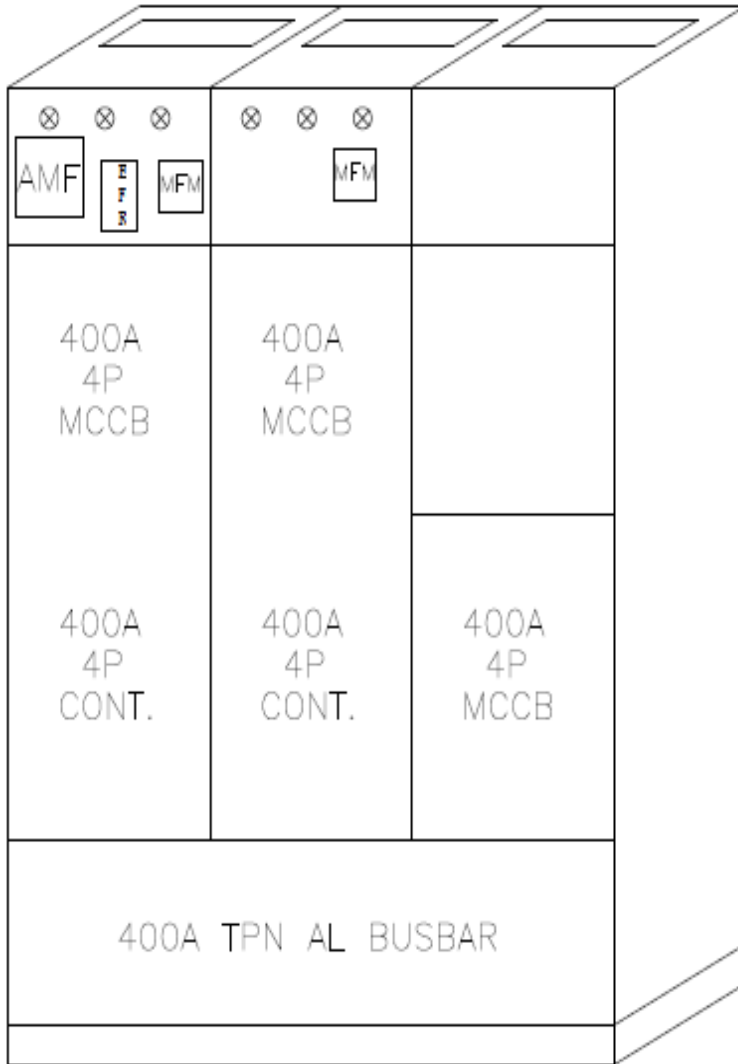 AMF
E
F
R
MFM
MFM
400A
4P
MCCB
400A
4P
MCCB
400A
4P
CONT.
400A
4P
CONT.
400A
4P
MCCB
400A TPN AL BUSBAR